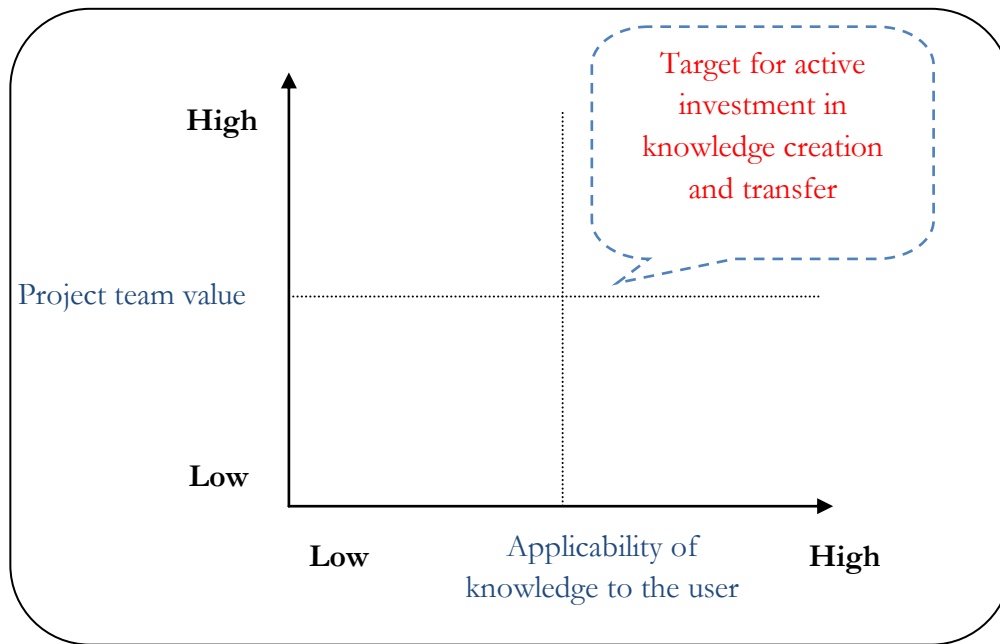 Target for active
investment in
knowledge creation
and transfer
High
Project team value
Low
Low
Applicability of
knowledge to the user
High